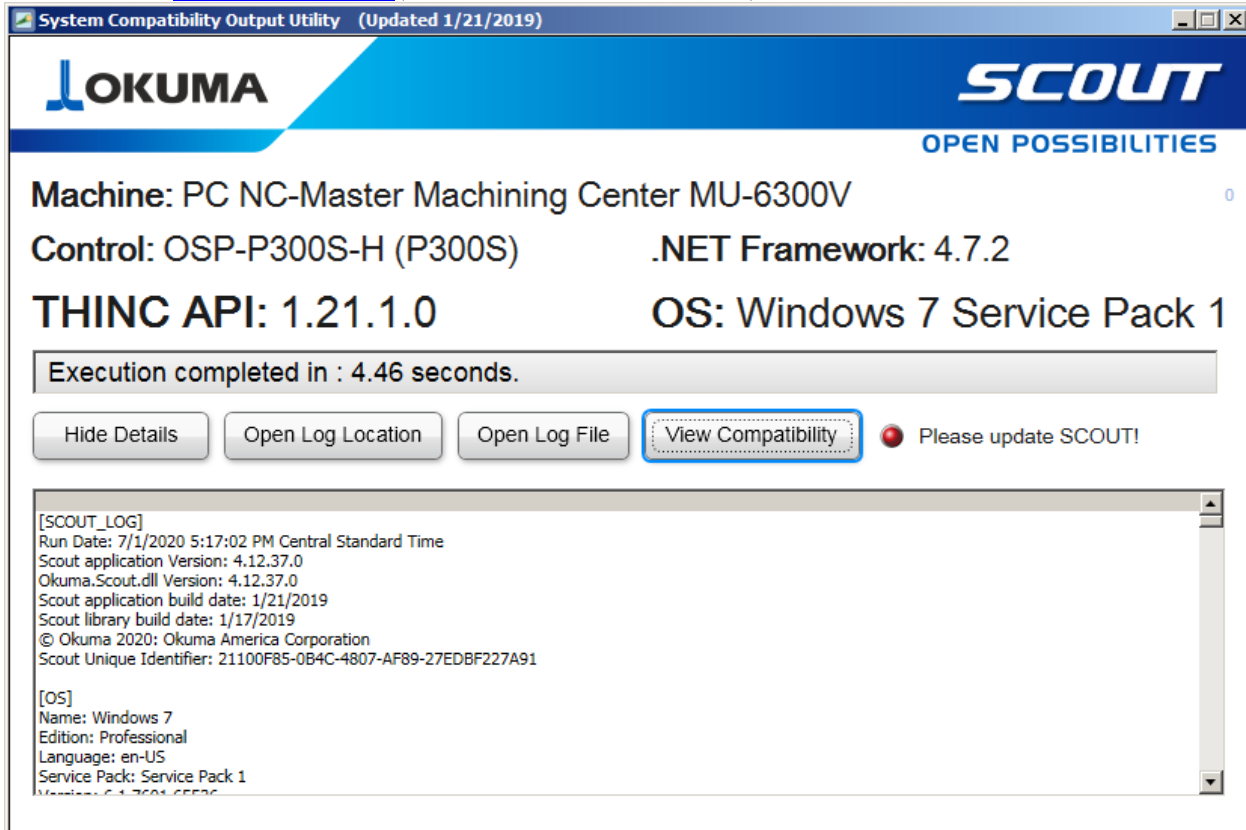 System Compatibility Output Utility (Updated 1/21/2019)
OKUMA
SCOUT
OPEN POSSIBILITIES
Machine: PC NC-Master Machining Center MU-6300V
0
Control: OSP-P300S-H (P300S) .NET Framework: 4.7.2
THINC API: 1.21.1.0 OS: Windows 7 Service Pack 1
Execution completed in : 4.46 seconds.
Hide Details Open Log Location Open Log File View Compatibility Please update SCOUT!
[SCOUT_LOG]
Run Date: 7/1/2020 5:17:02 PM Central Standard Time
Scout application Version: 4.12.37.0
Okuma.Scout.dll Version: 4.12.37.0
Scout application build date: 1/21/2019
Scout library build date: 1/17/2019
© Okuma 2020: Okuma America Corporation
Scout Unique Identifier: 21100F85-0B4C-4807-AF89-27EDBF227A91
[OS]
Name: Windows 7
Edition: Professional
Language: en-US
Service Pack: Service Pack 1
Version: 6.1.7601.65536